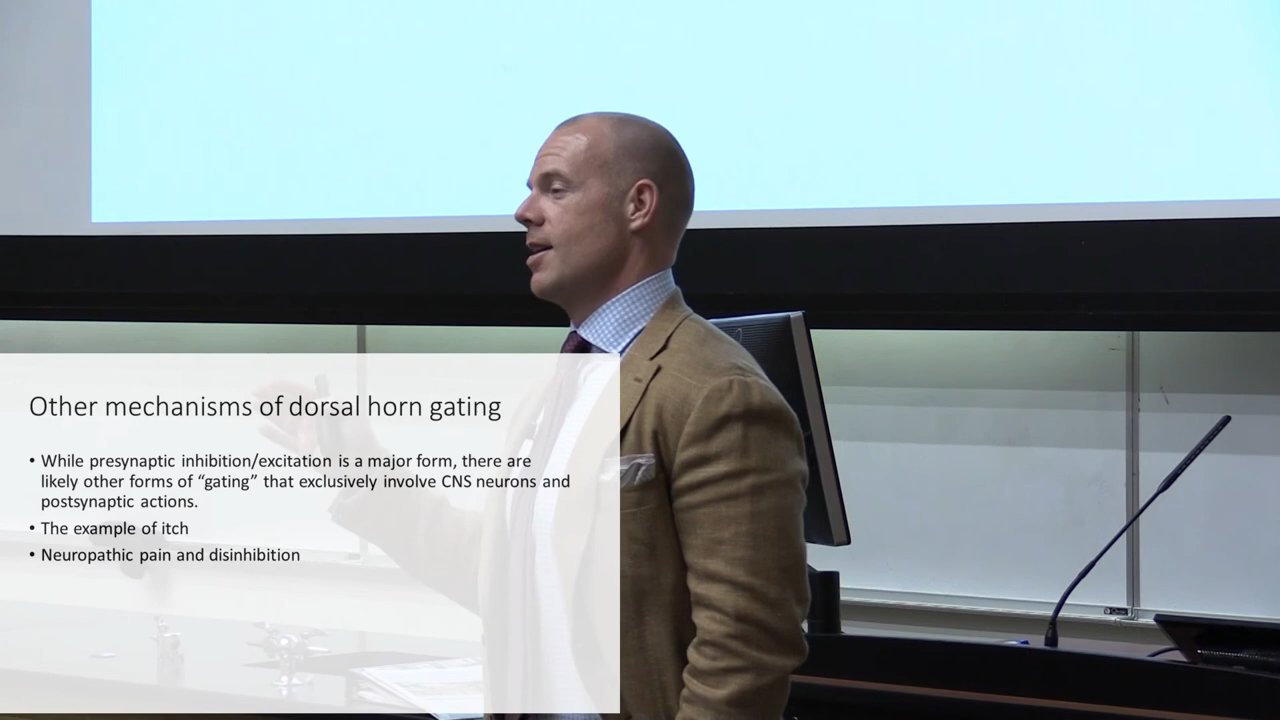 Other mechanisms of dorsal horn gating
• While presynaptic inhibition/excitation is a major form, there are
likely other forms of “gating” that exclusively involve CNS neurons and
postsynaptic actions.
• The example of itch
• Neuropathic pain and disinhibition